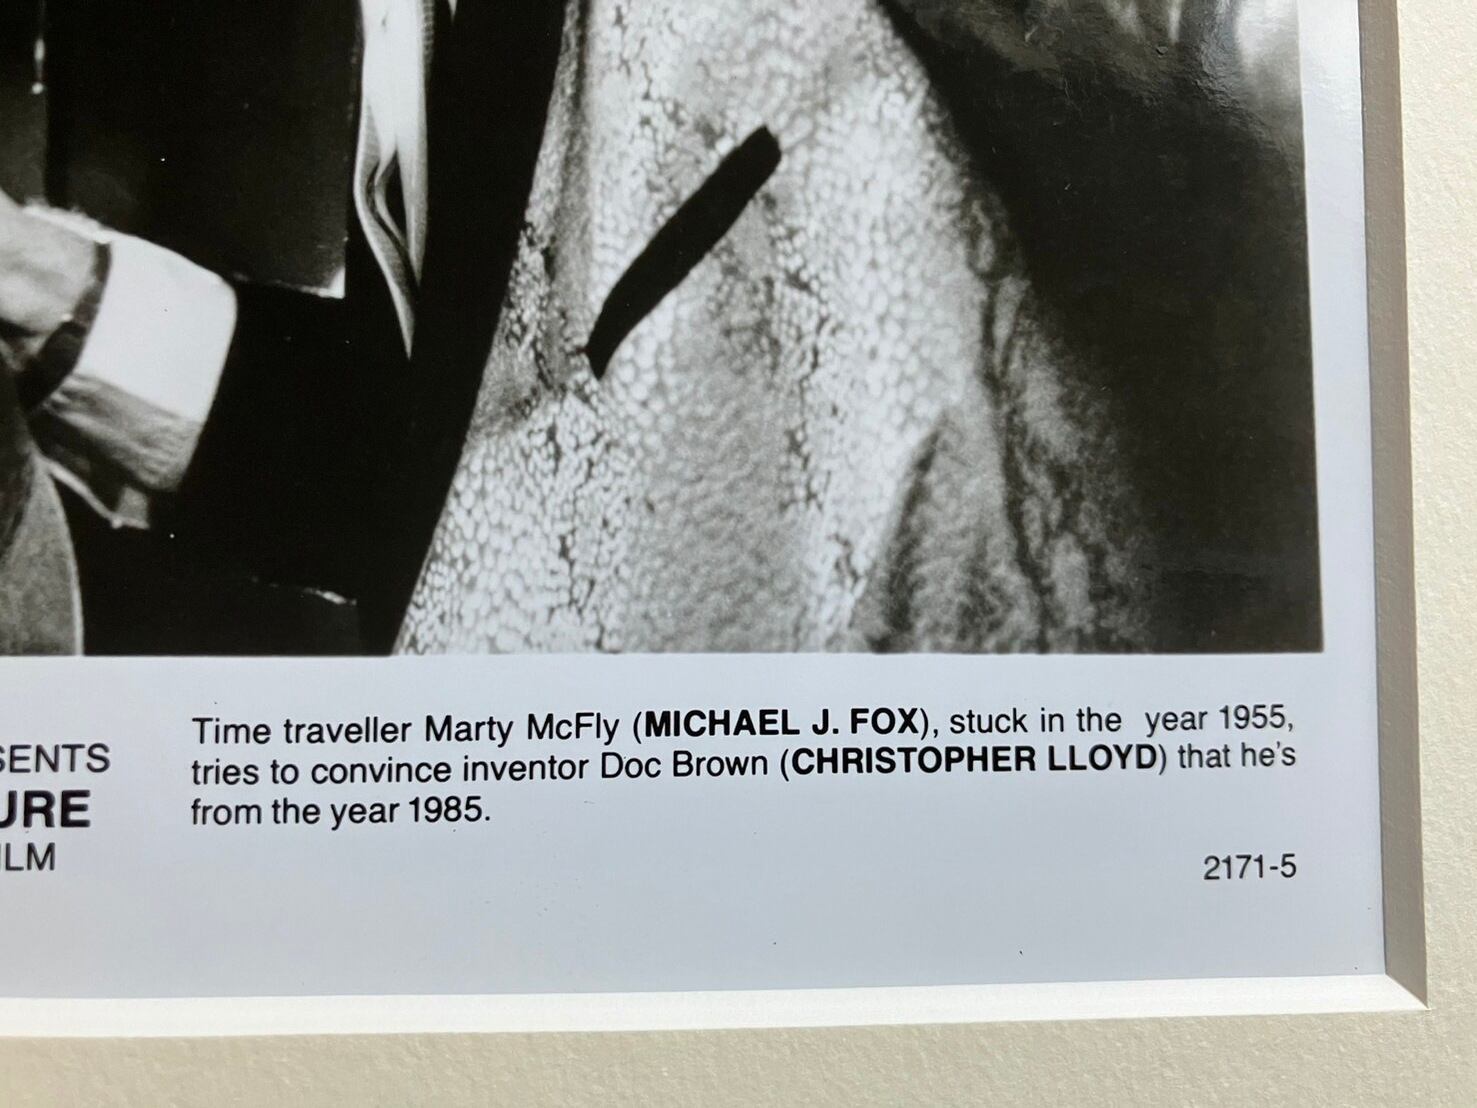 SENTS
URE
ILM
Time traveller Marty McFly (MICHAEL J. FOX), stuck in the year 1955,
tries to convince inventor Doc Brown (CHRISTOPHER LLOYD) that he's
from the year 1985.
2171-5